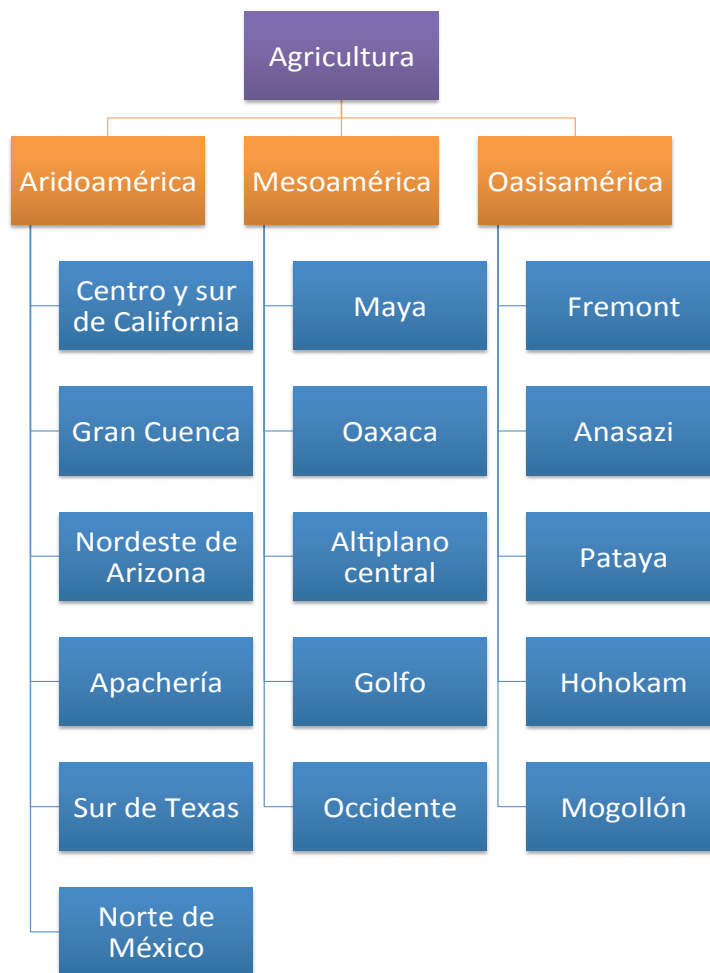 Agricultura
Aridoamérica
Mesoamérica
Oasisamérica
Centro y sur
de California
Maya
Fremont
Gran Cuenca
Oaxaca
Anasazi
Nordeste de
Arizona
Altiplano
central
Pataya
Apachería
Golfo
Hohokam
Sur de Texas
Occidente
Mogollón
Norte de
México